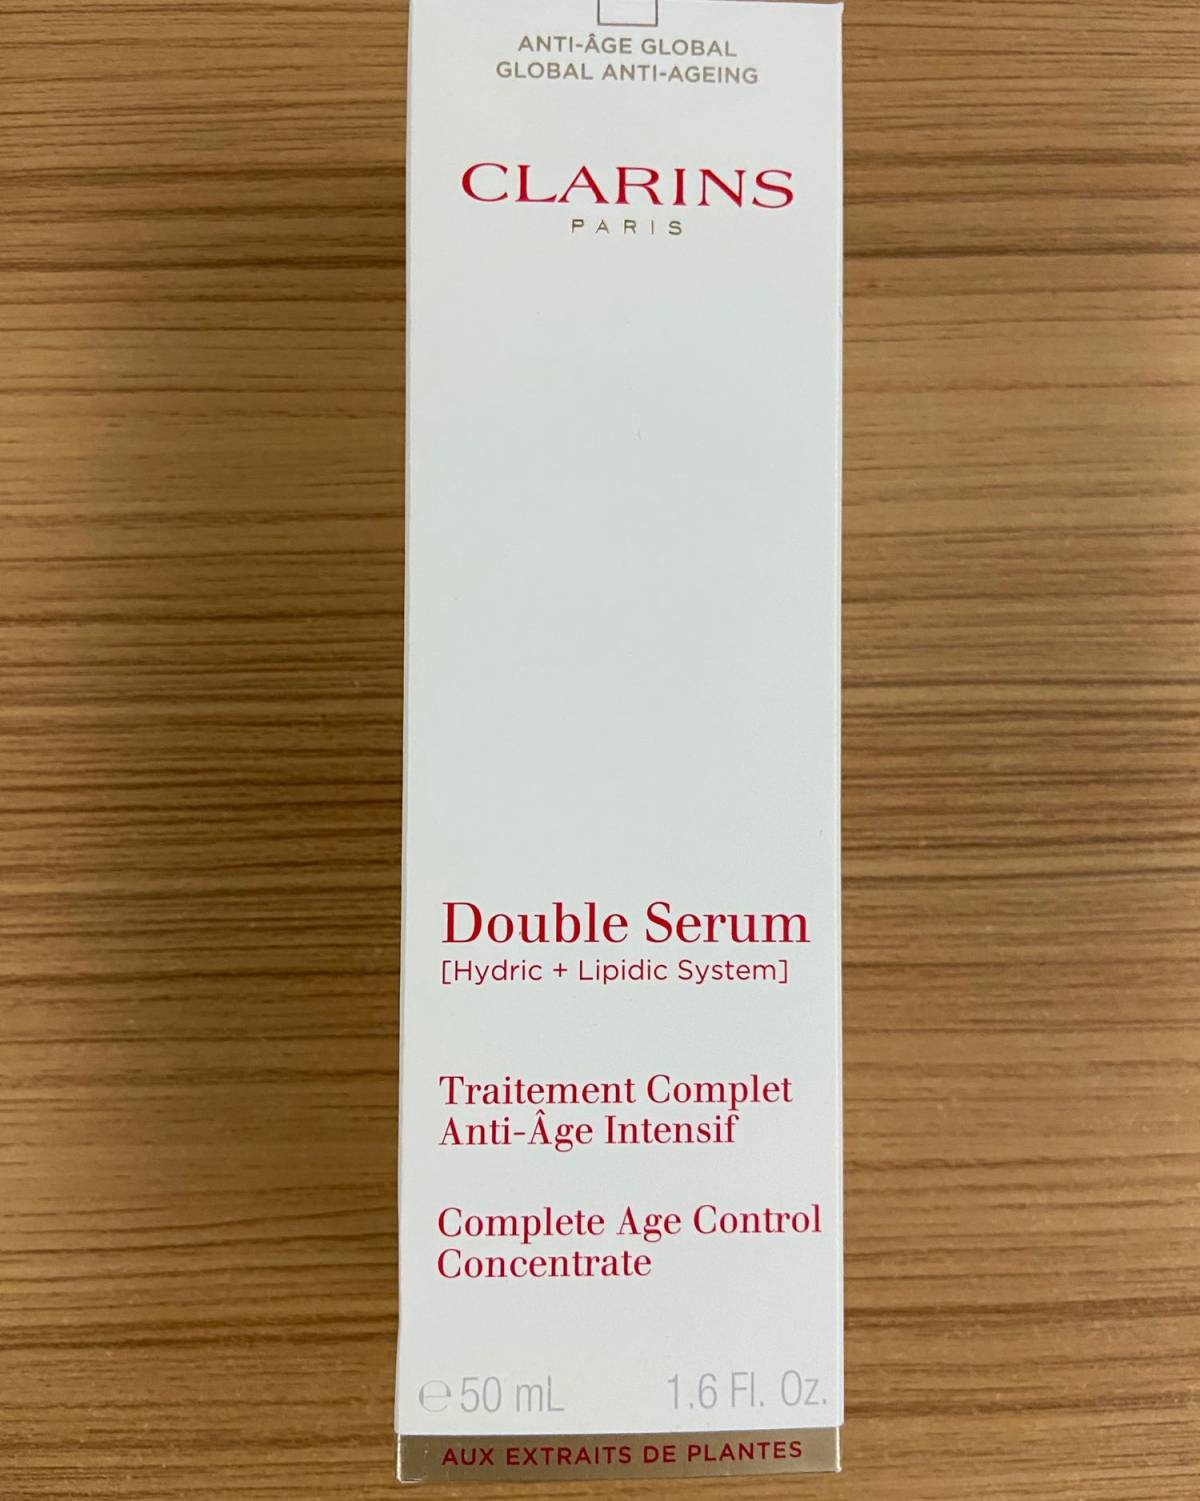 ANTI-ÂGE GLOBAL
GLOBAL ANTI-AGEING
CLARINS
PARIS
Double Serum
[Hydric + Lipidic System]
Traitement Complet
Anti-Âge Intensif
Complete Age Control
Concentrate
℮50 mL 1.6 Fl. Oz.
AUX EXTRAITS DE PLANTES